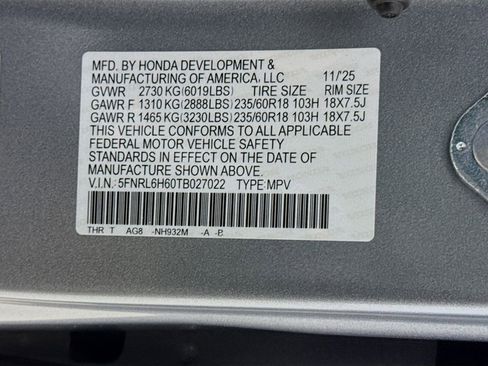 MFD. BY HONDA DEVELOPMENT &
MANUFACTURING OF AMERICA, LLC 11/'25
GVWR 2730 KG(6019LBS) TIRE SIZE RIM SIZE
GAWR F 1310 KG(2888LBS) 235/60R18 103H 18X7.5J
GAWR R 1465 KG(3230LBS) 235/60R18 103H 18X7.5J
THIS VEHICLE CONFORMS TO ALL APPLICABLE
FEDERAL MOTOR VEHICLE SAFETY
STANDARDS IN EFFECT ON THE DATE OF
MANUFACTURE SHOWN ABOVE.
V.I.N: 5FNRL6H60TB027022 TYPE:MPV
THR T AG8 -NH932M -A -B